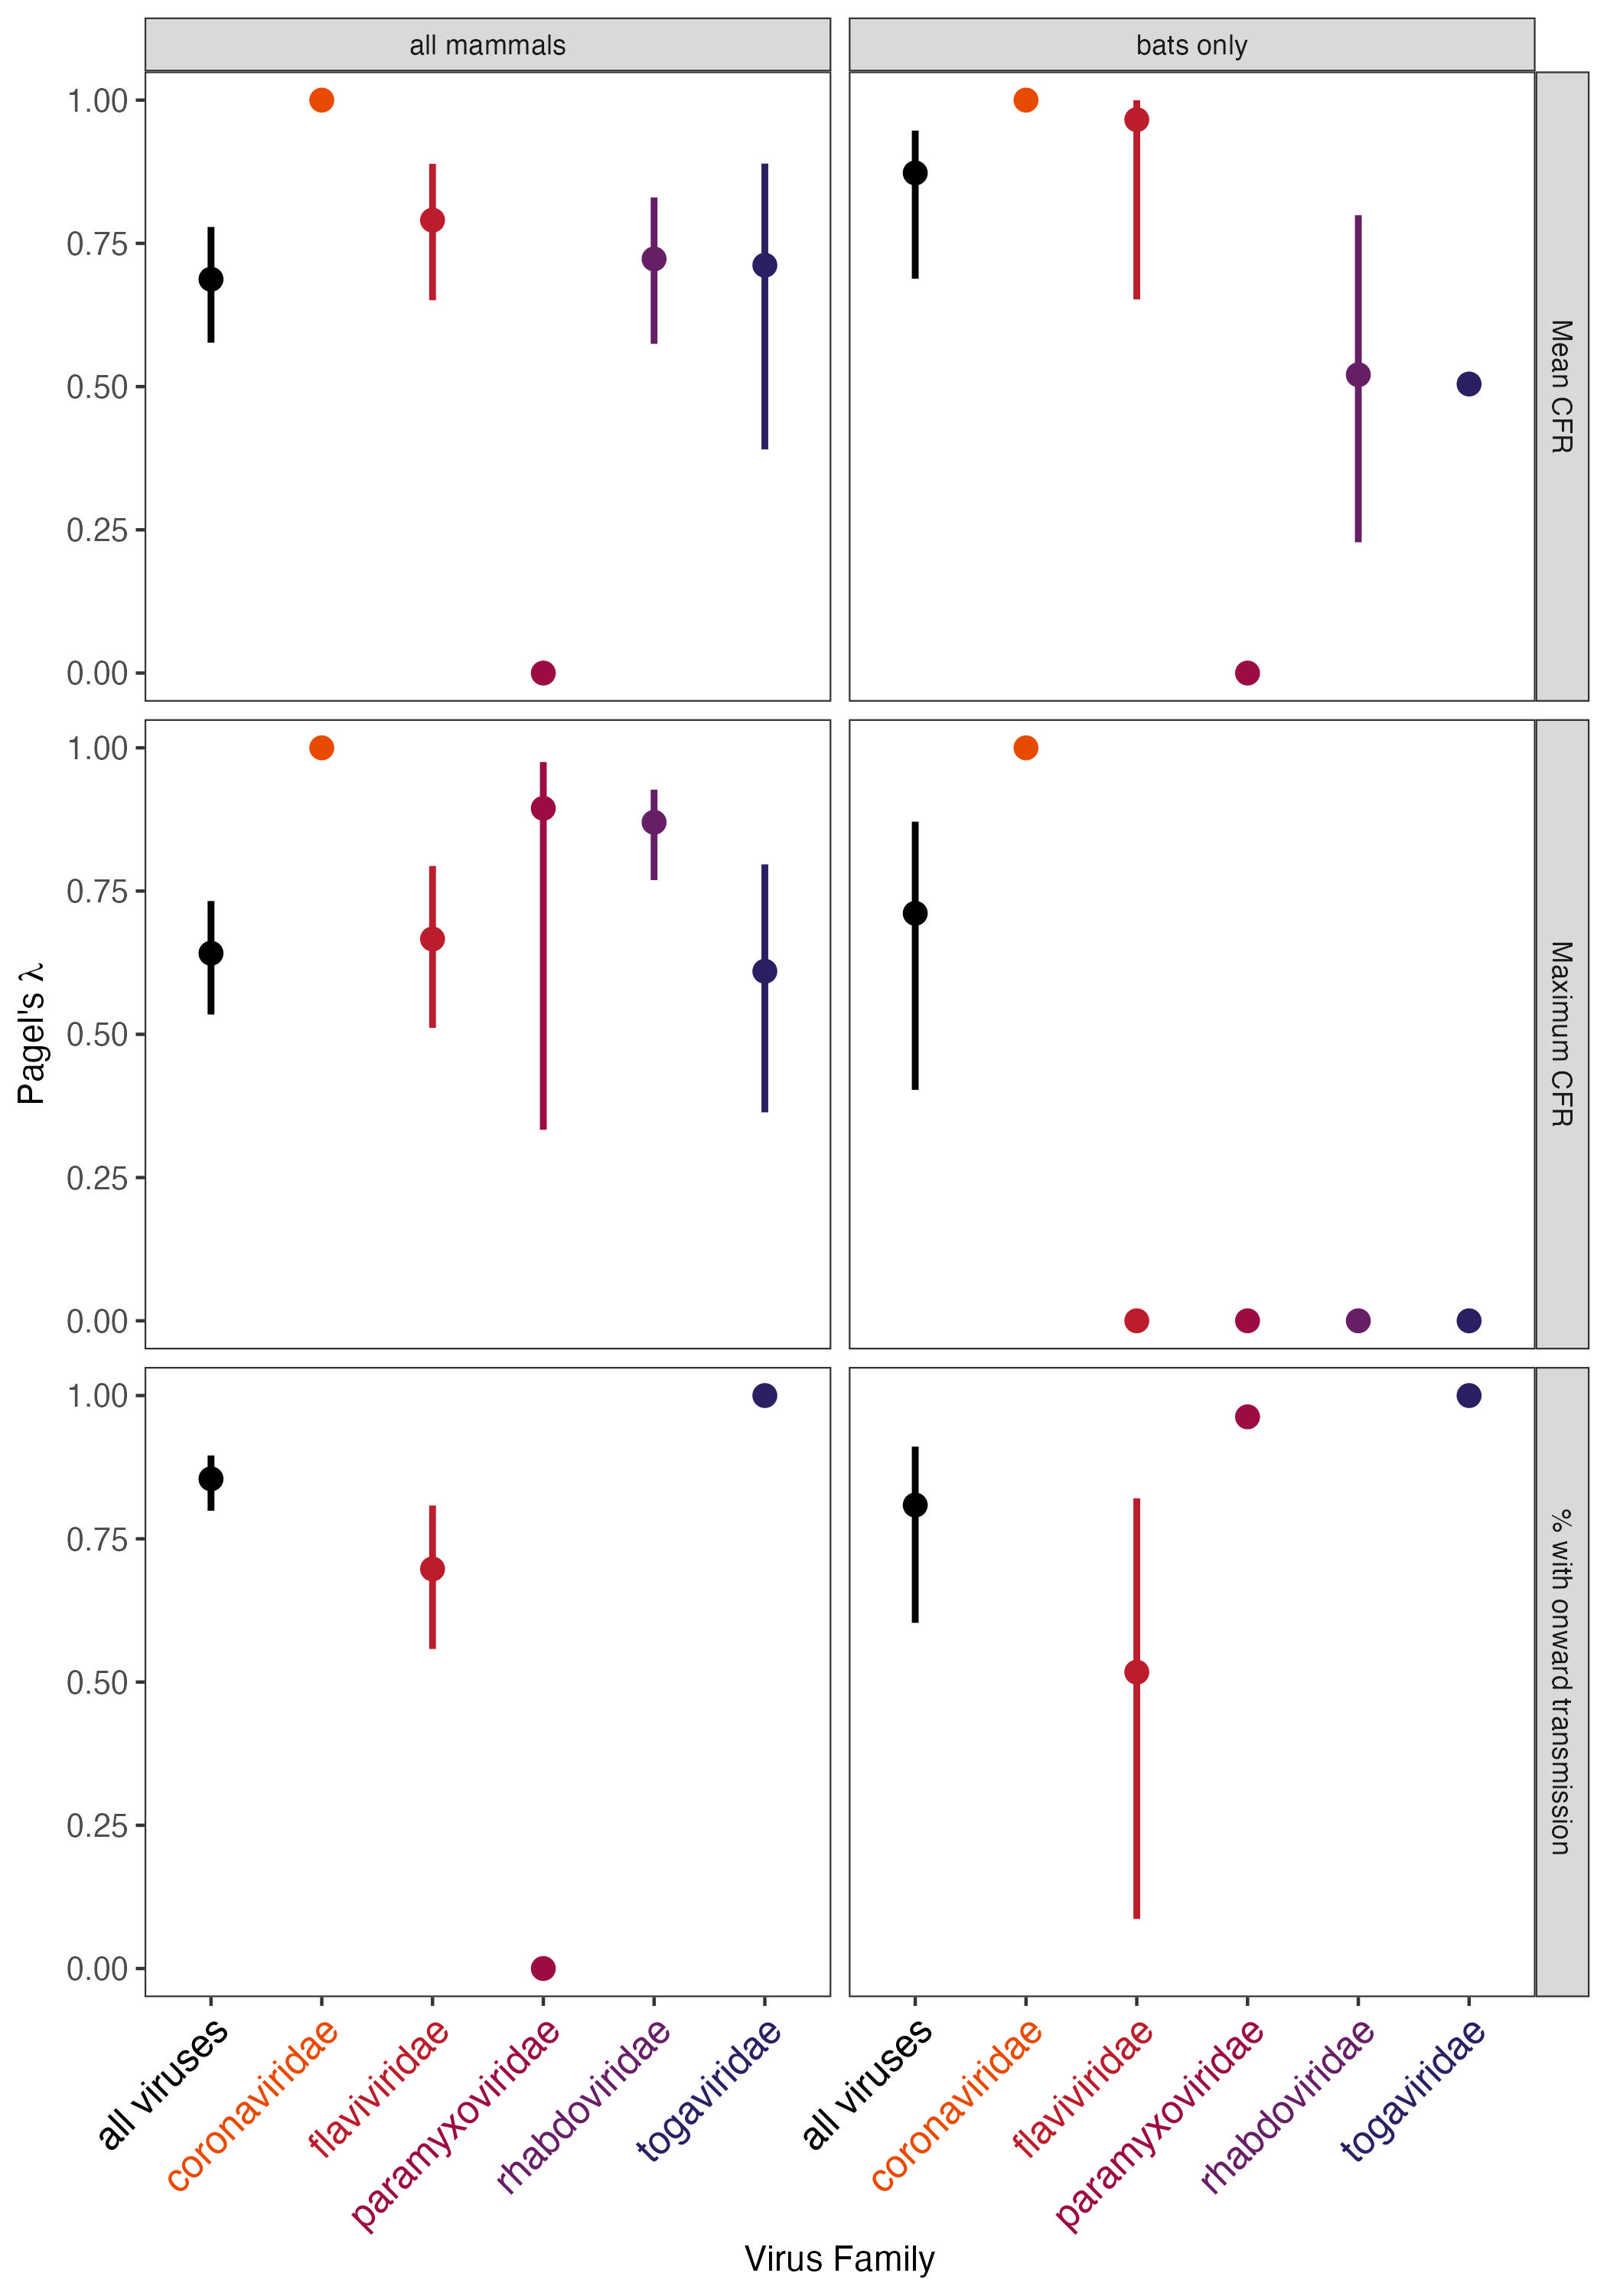 all mammals
bats only
1.00
0.75
0.50
0.25
0.00
Mean CFR
1.00
0.75
0.50
0.25
0.00
Maximum CFR
1.00
0.75
0.50
0.25
0.00
% with onward transmission
Pagel's λ
all viruses
coronaviridae
flaviviridae
paramyxoviridae
rhabdoviridae
togaviridae
all viruses
coronaviridae
flaviviridae
paramyxoviridae
rhabdoviridae
togaviridae
Virus Family